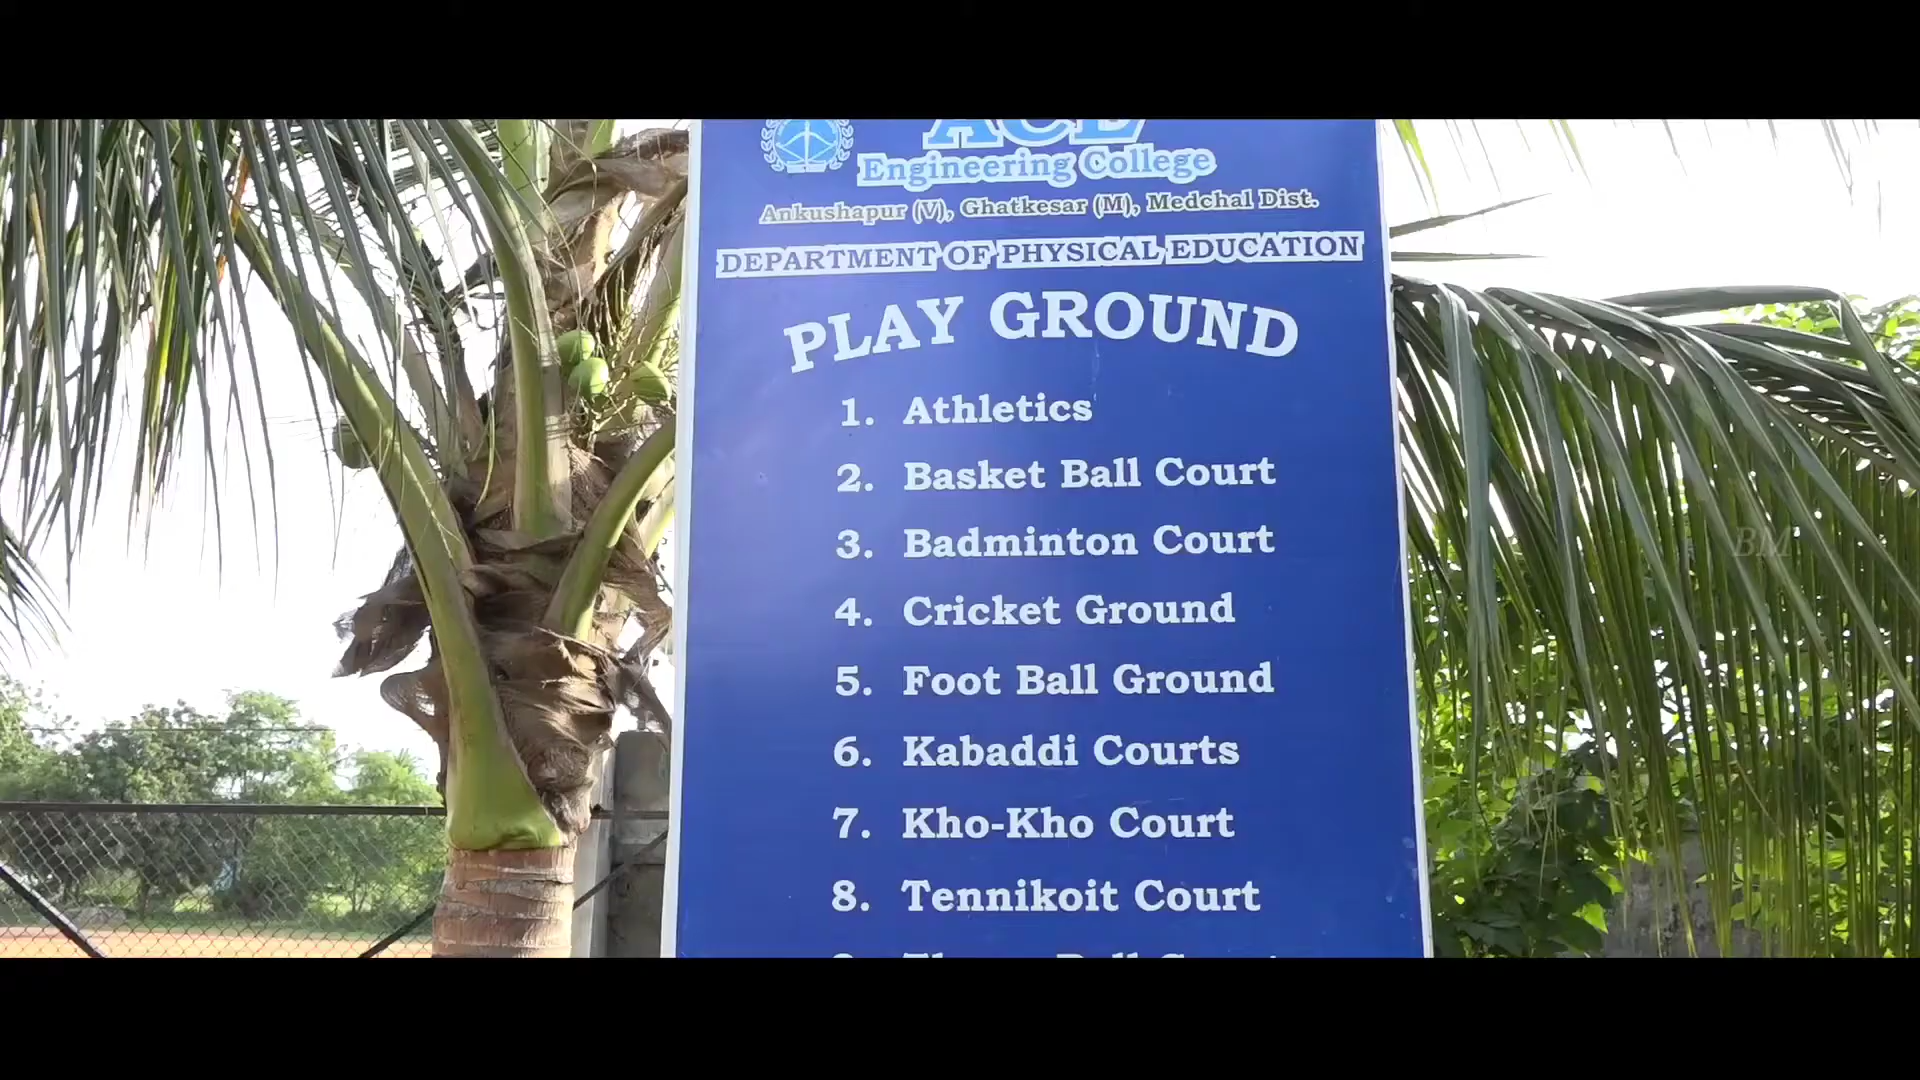 ACE
Engineering College
Ankushapur (V), Ghatkesar (M), Medchal Dist.
DEPARTMENT OF PHYSICAL EDUCATION
PLAY GROUND
1. Athletics
2. Basket Ball Court
3. Badminton Court
4. Cricket Ground
5. Foot Ball Ground
6. Kabaddi Courts
7. Kho-Kho Court
8. Tennikoit Court
BM